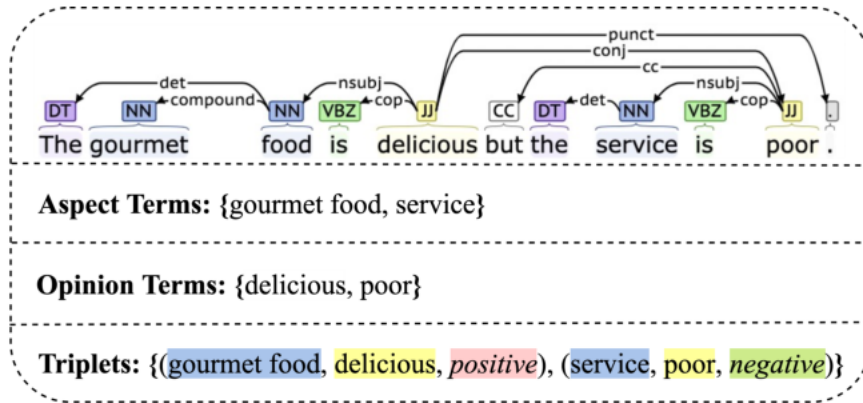 punct
conj
cc
det nsubj nsubj
compound cop det cop
DT NN NN VBZ JJ CC DT NN VBZ JJ .
The gourmet food is delicious but the service is poor .
Aspect Terms: {gourmet food, service}
Opinion Terms: {delicious, poor}
Triplets: {(gourmet food, delicious, positive), (service, poor, negative)}